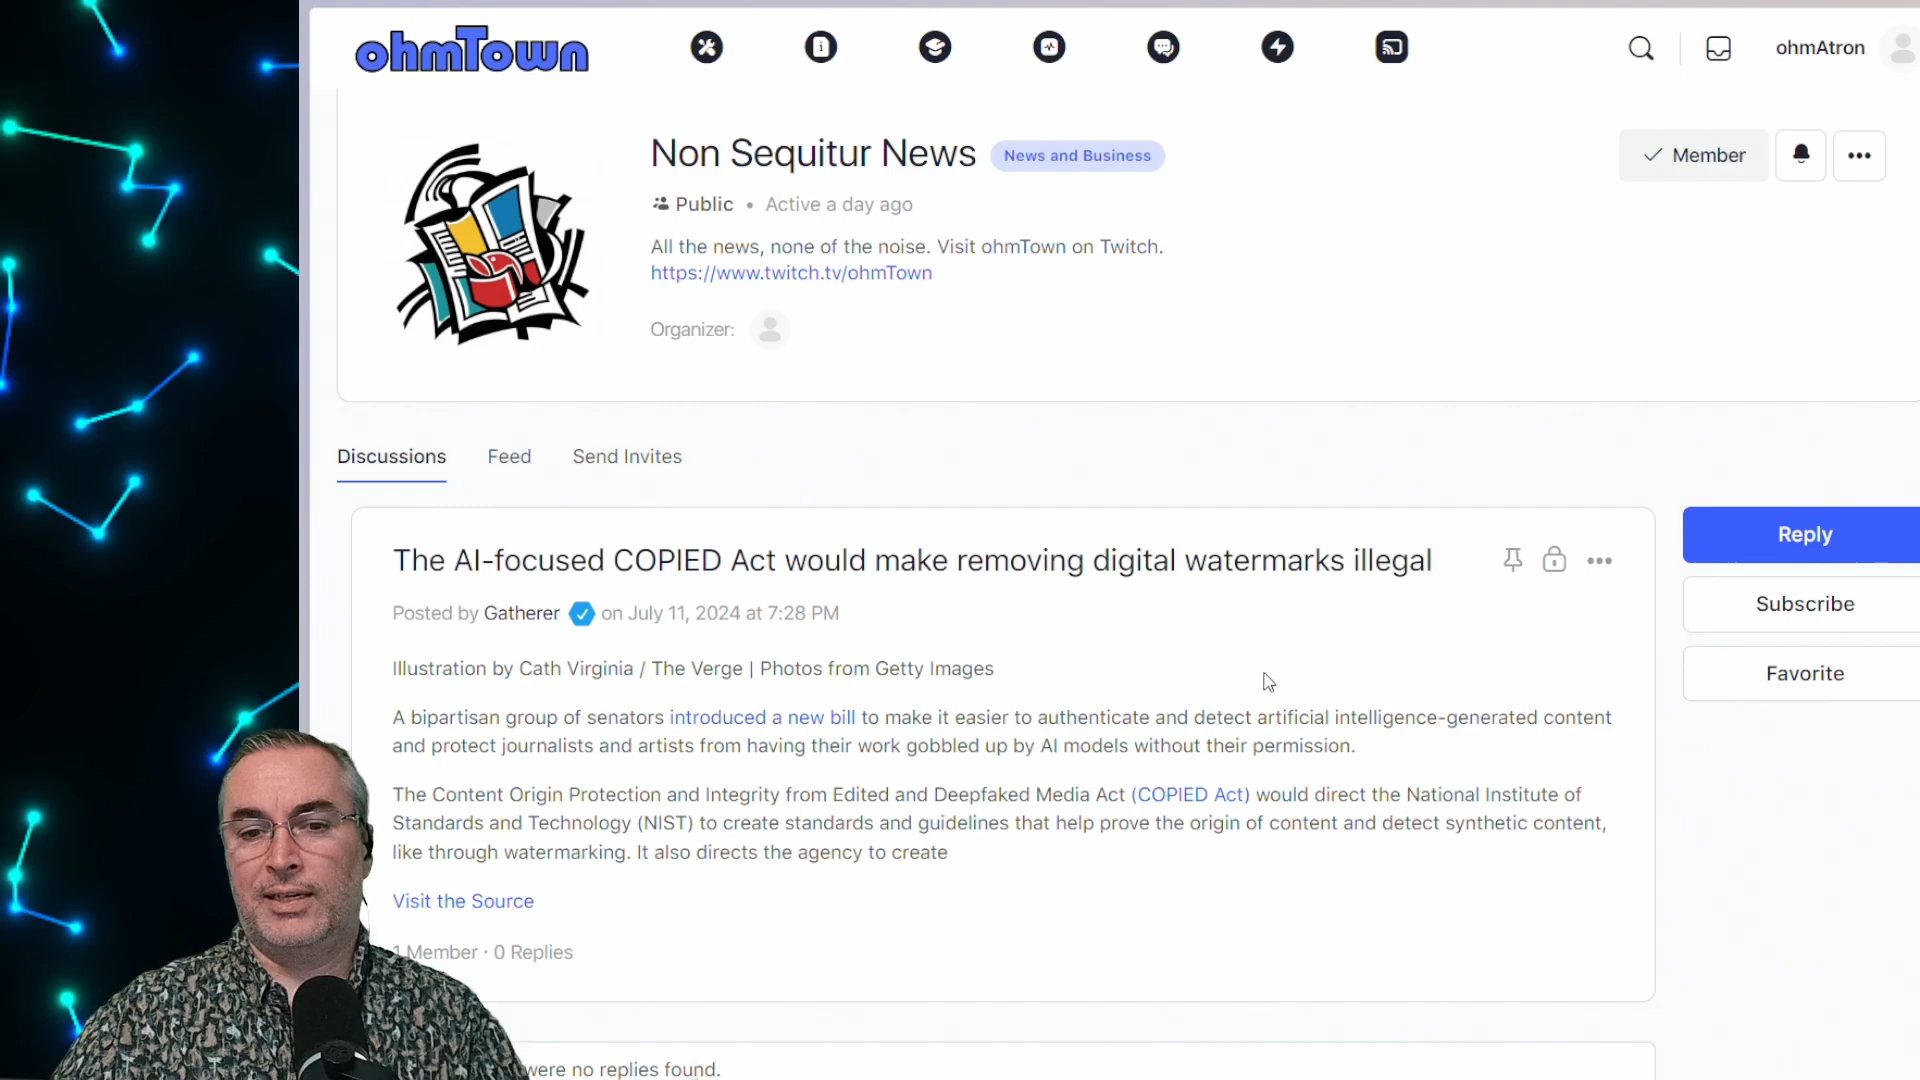 ohmTown
ohmAtron
Non Sequitur News
News and Business
Member
Public • Active a day ago
All the news, none of the noise. Visit ohmTown on Twitch.
https://www.twitch.tv/ohmTown
Organizer:
Discussions
Feed
Send Invites
The AI-focused COPIED Act would make removing digital watermarks illegal
Reply
Posted by Gatherer on July 11, 2024 at 7:28 PM
Subscribe
Illustration by Cath Virginia / The Verge | Photos from Getty Images
Favorite
A bipartisan group of senators introduced a new bill to make it easier to authenticate and detect artificial intelligence-generated content
and protect journalists and artists from having their work gobbled up by AI models without their permission.
The Content Origin Protection and Integrity from Edited and Deepfaked Media Act (COPIED Act) would direct the National Institute of
Standards and Technology (NIST) to create standards and guidelines that help prove the origin of content and detect synthetic content,
like through watermarking. It also directs the agency to create
Visit the Source
1 Member · 0 Replies
were no replies found.